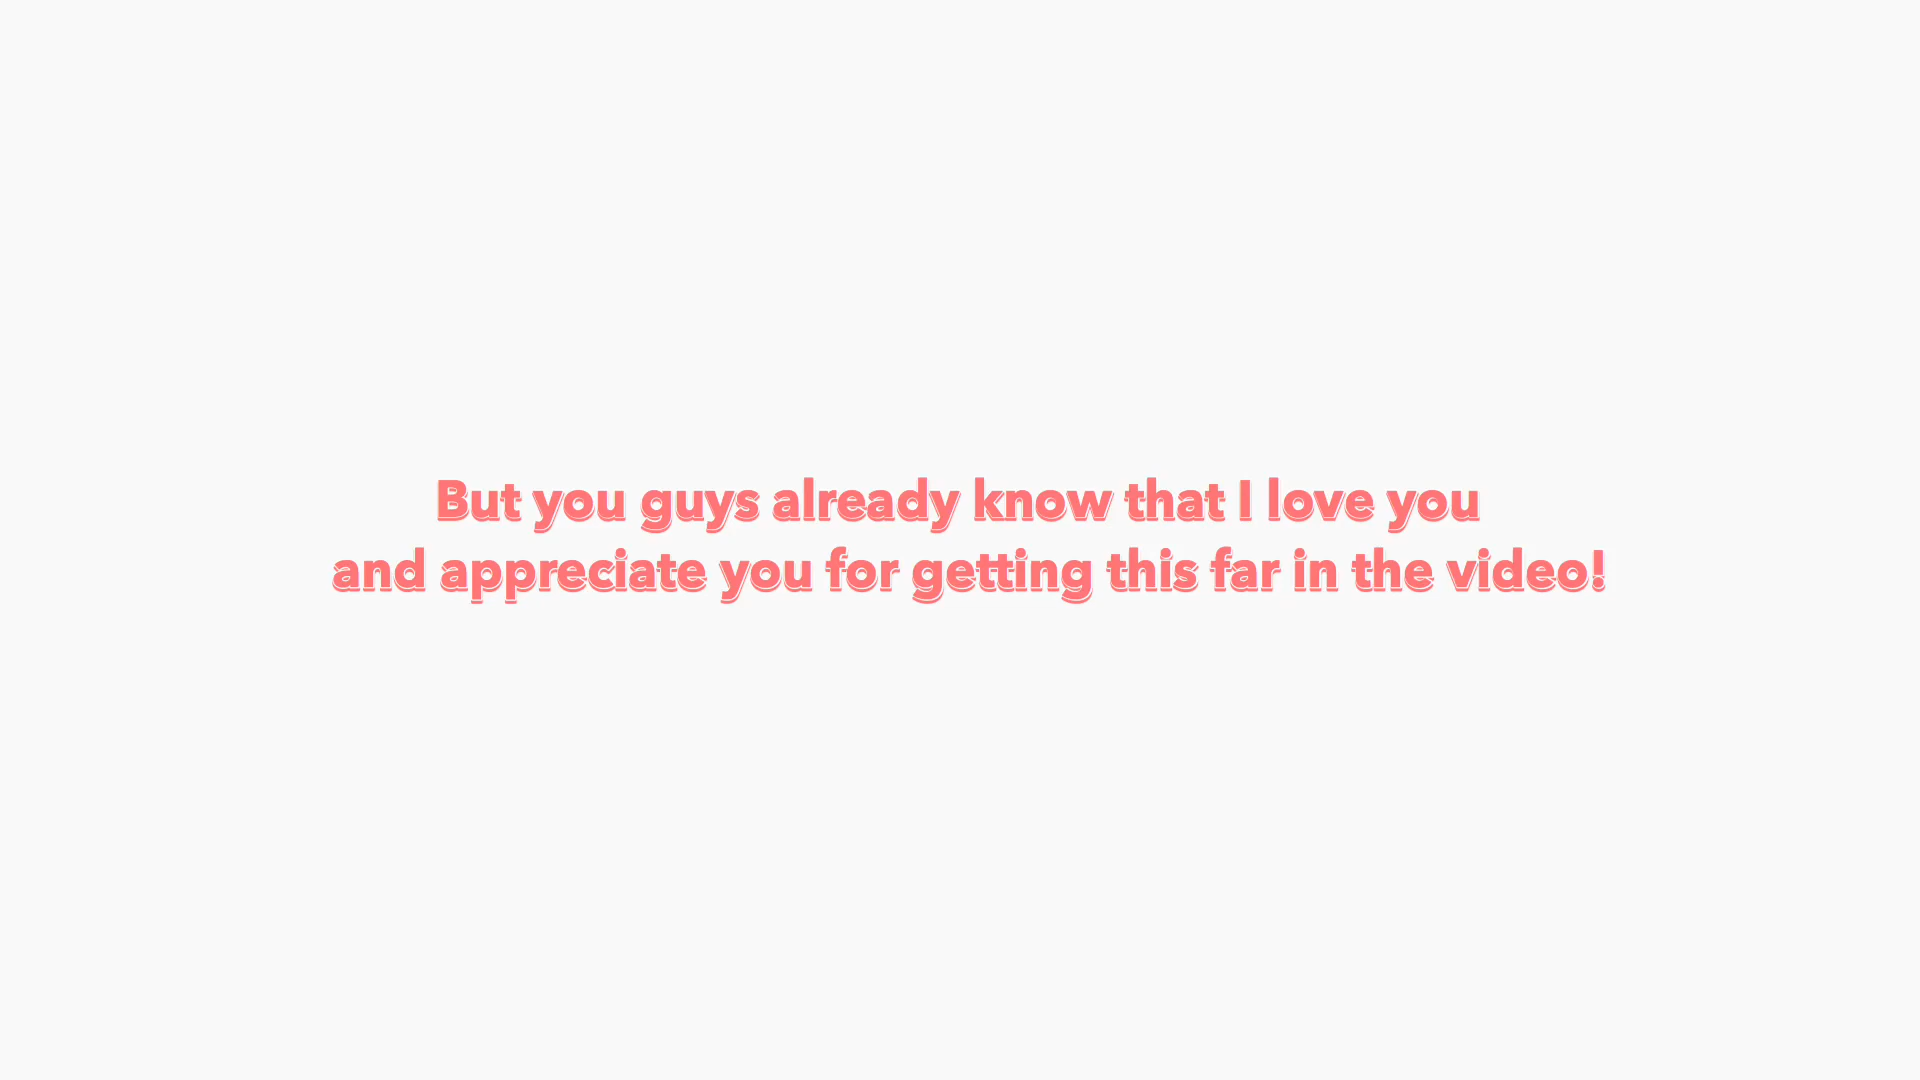 But you guys already know that I love you
and appreciate you for getting this far in the video!